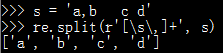 >>> s = 'a,b   c d'
>>> re.split(r'[\s\,]+', s)
['a', 'b', 'c', 'd']